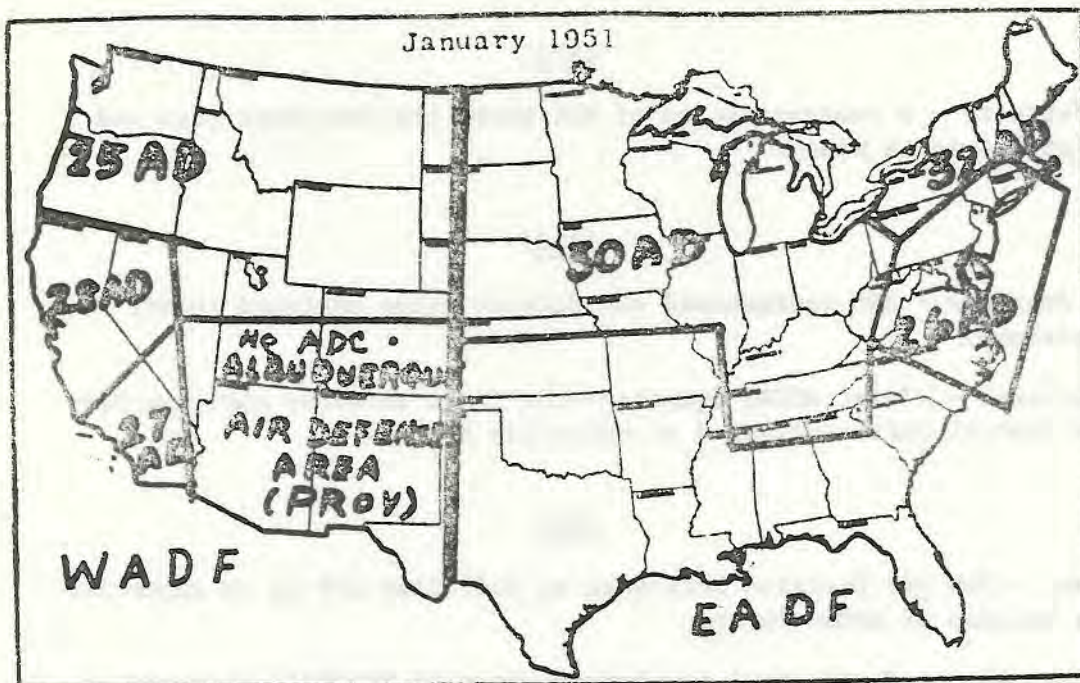 January 1951
25 AD
32 AD
30 AD
28 AD
26 AD
Hq ADC •
ALBUQUERQUE
27
AD
AIR DEFENSE
AREA
(PROV)
WADF
EADF